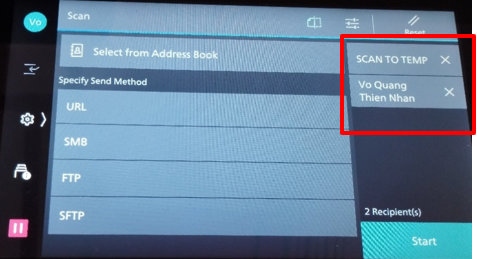 Vo
Scan
Reset
Select from Address Book
SCAN TO TEMP
Specify Send Method
Vo Quang
Thien Nhan
URL
SMB
FTP
SFTP
2 Recipient(s)
Start